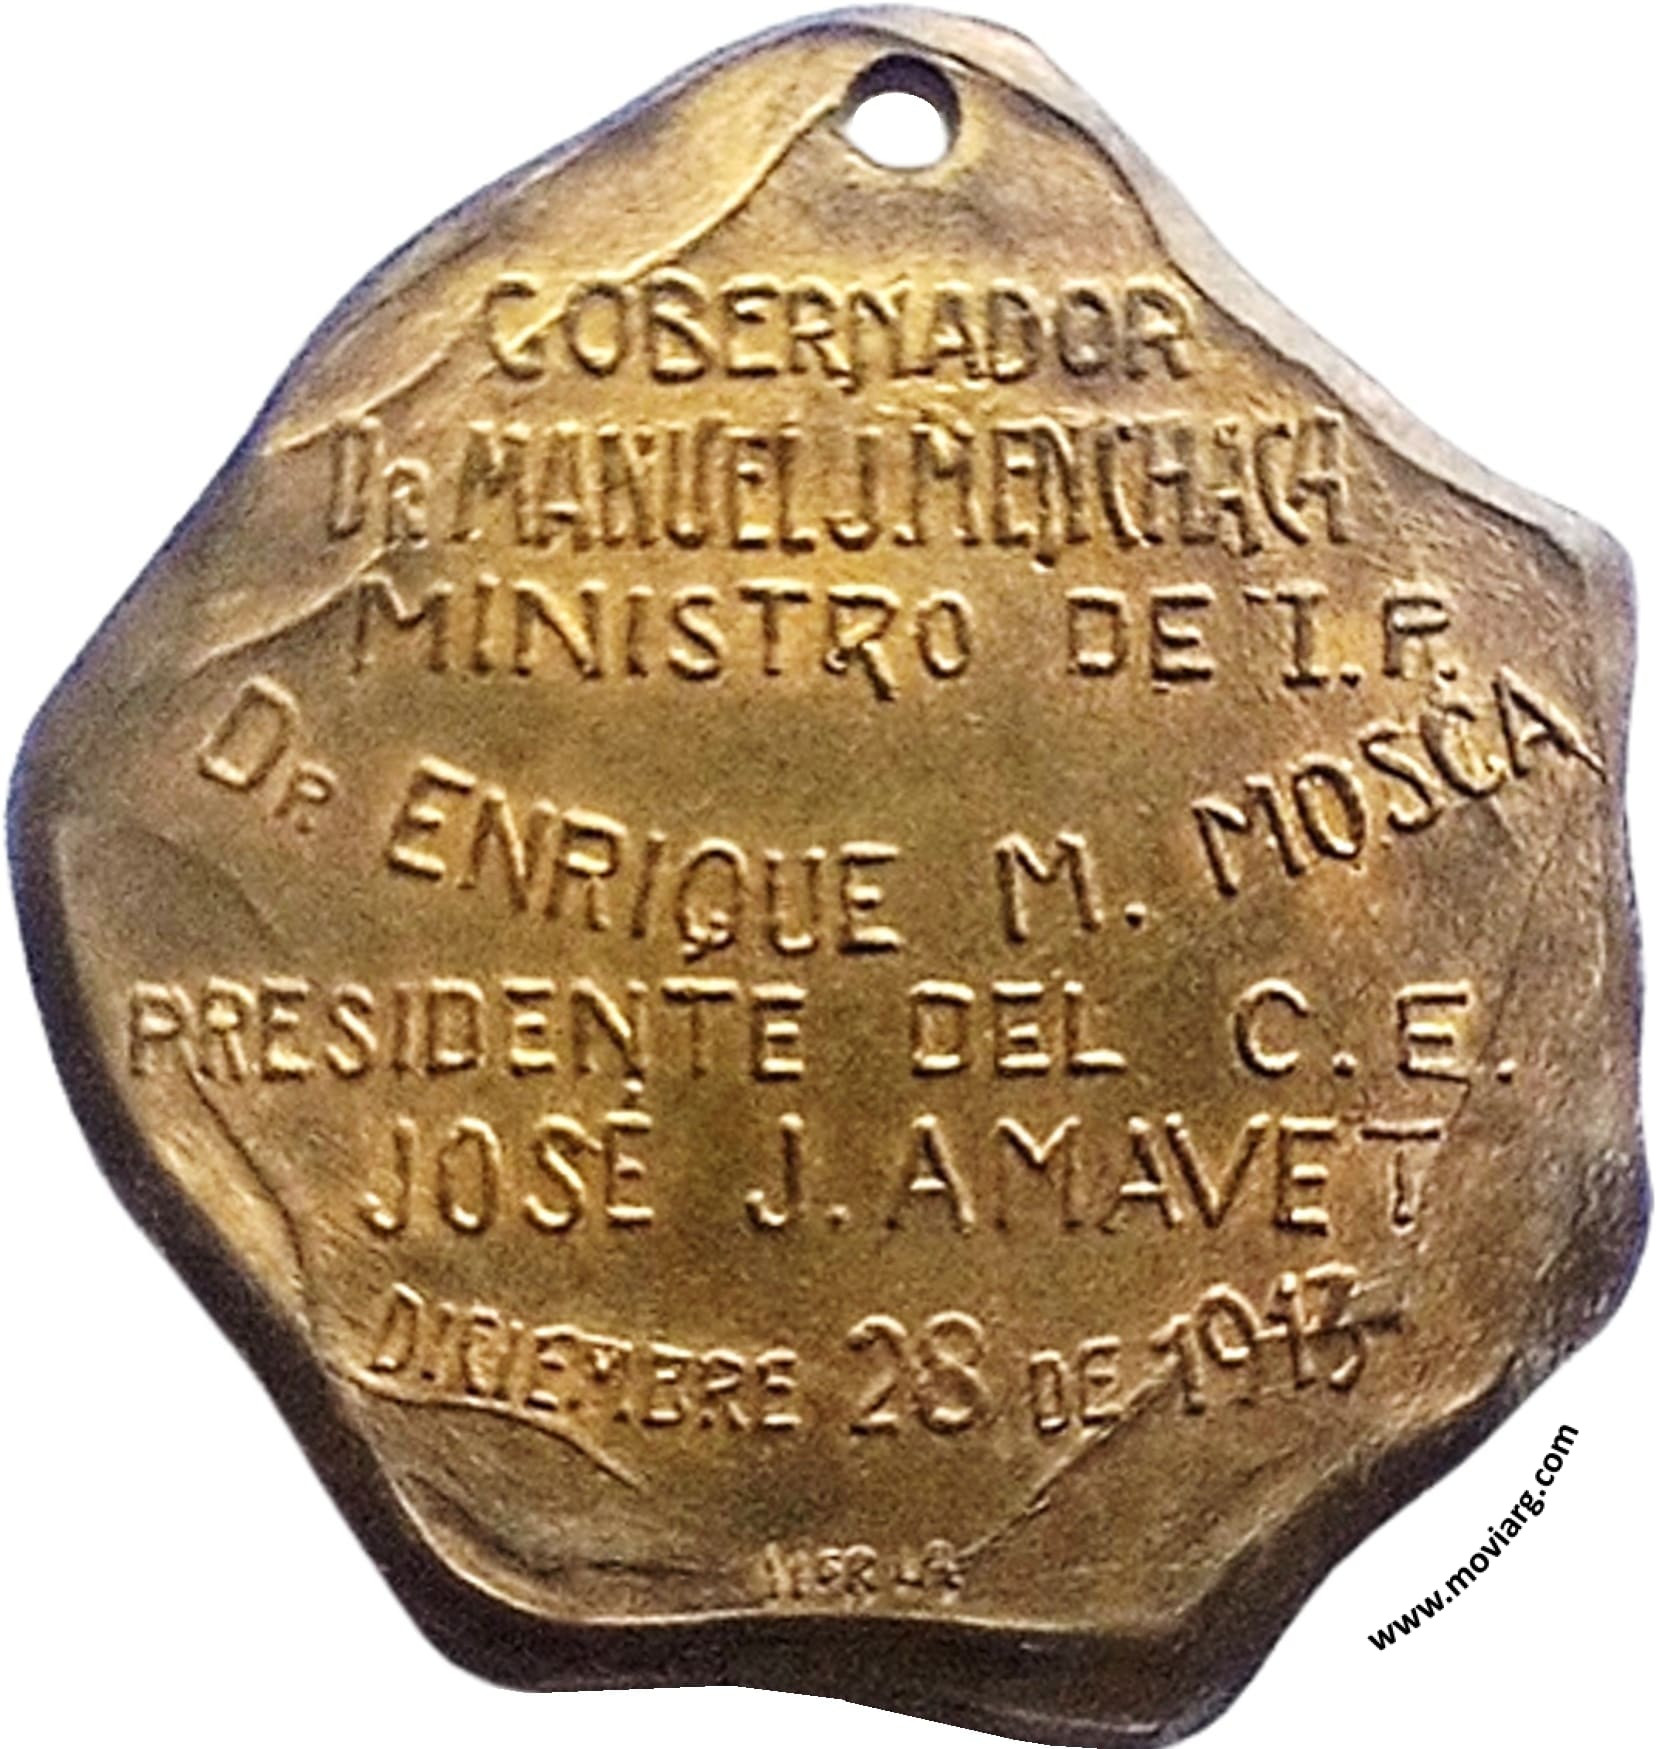 GOBERNADOR
DR MANUEL J. MENCHACA
MINISTRO DE I. P.
DR. ENRIQUE M. MOSCA
PRESIDENTE DEL C. E.
JOSÉ J. AMAVET
DICIEMBRE 28 DE 1913
www.moviarg.com